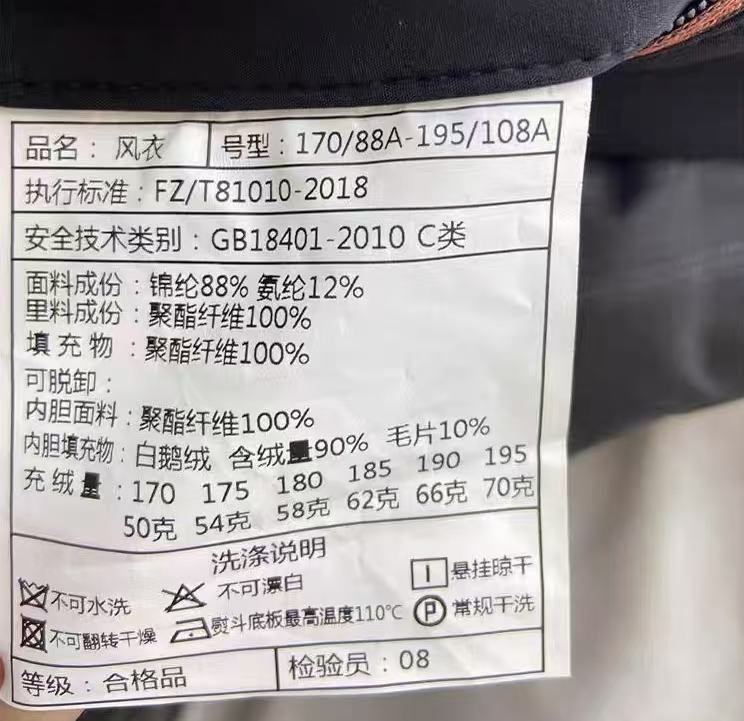 品名：风衣 号型：170/88A-195/108A
执行标准：FZ/T81010-2018
安全技术类别：GB18401-2010 C类
面料成份：锦纶88% 氨纶12%
里料成份：聚酯纤维100%
填充物：聚酯纤维100%
可脱卸：
内胆面料：聚酯纤维100%
内胆填充物：白鹅绒 含绒量90% 毛片10%
充绒量：170 175 180 185 190 195
50克 54克 58克 62克 66克 70克
洗涤说明
不可水洗 不可漂白 悬挂晾干
不可翻转干燥 熨斗底板最高温度110℃ P 常规干洗
等级：合格品 检验员：08